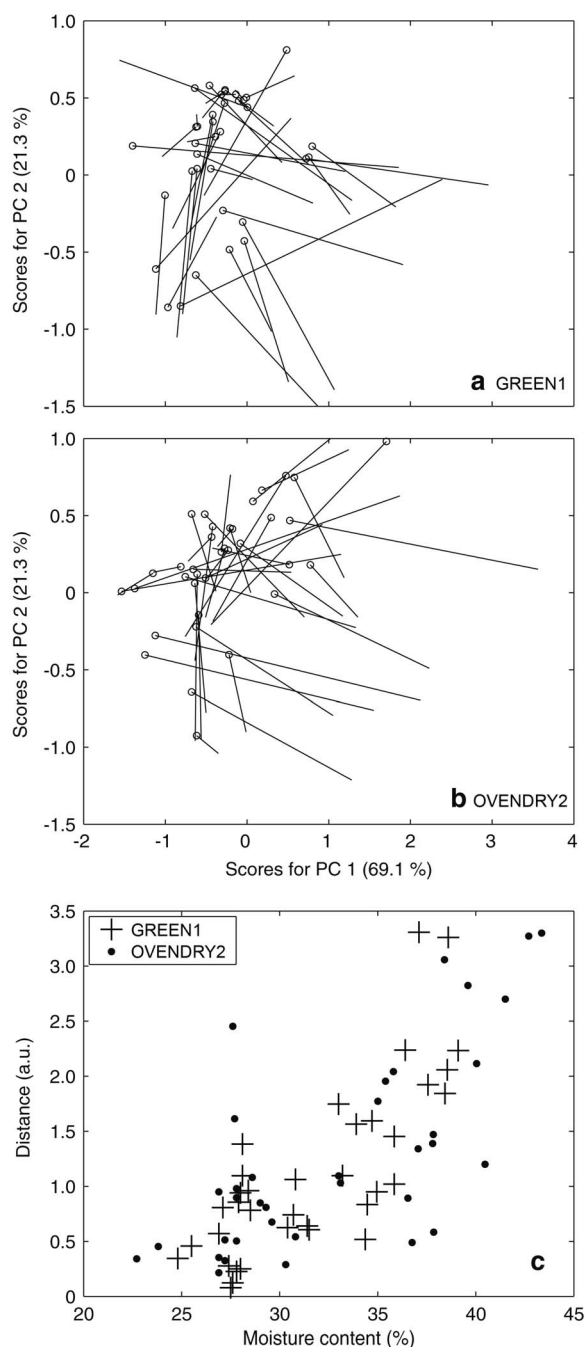 1.0
0.5
0
-0.5
-1.0
-1.5
Scores for PC 2 (21.3 %)
a GREEN1
1.0
0.5
0
-0.5
-1.0
-1.5
Scores for PC 2 (21.3 %)
b OVENDRY2
-2 -1 0 1 2 3 4
Scores for PC 1 (69.1 %)
3.5
3.0
2.5
2.0
1.5
1.0
0.5
0
Distance (a.u.)
GREEN1
OVENDRY2
c
20 25 30 35 40 45
Moisture content (%)